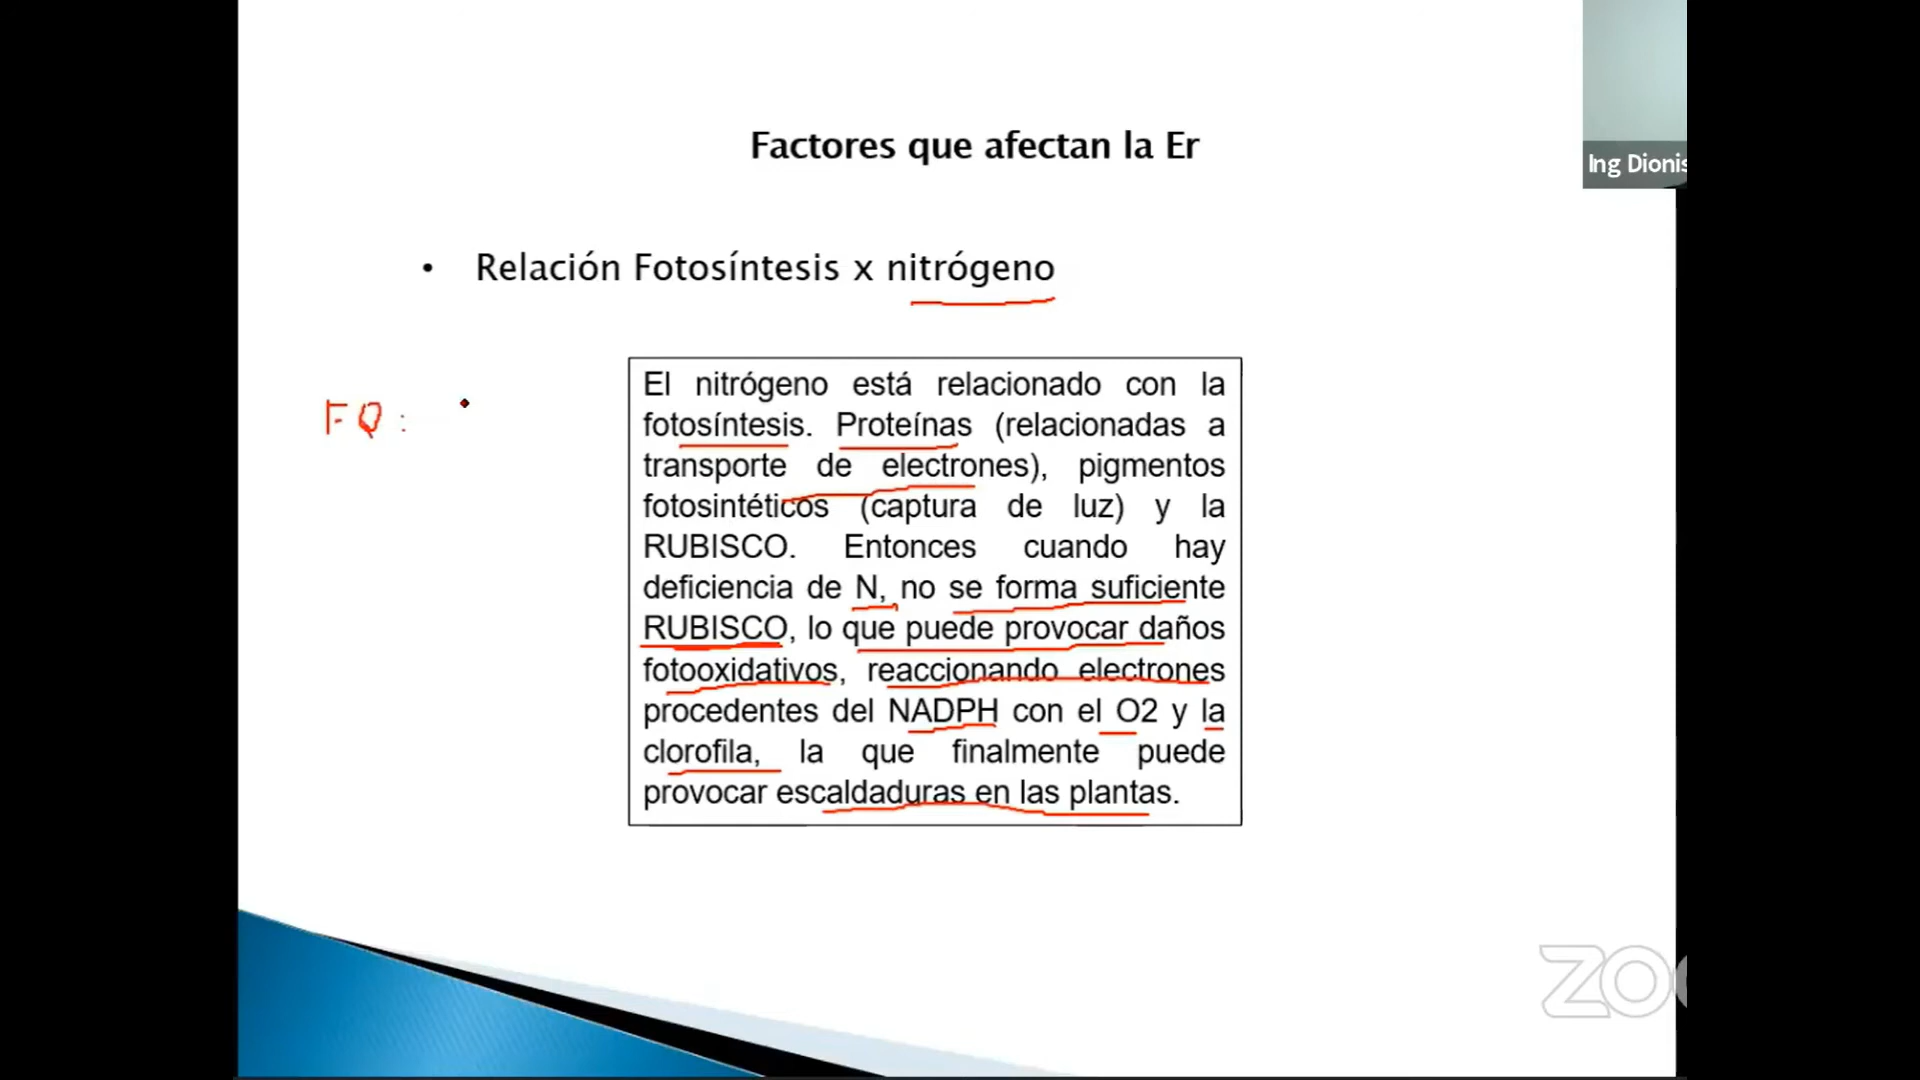 Factores que afectan la Er
Ing Dionis
• Relación Fotosíntesis x nitrógeno
FQ:
El nitrógeno está relacionado con la
fotosíntesis. Proteínas (relacionadas a
transporte de electrones), pigmentos
fotosintéticos (captura de luz) y la
RUBISCO. Entonces cuando hay
deficiencia de N, no se forma suficiente
RUBISCO, lo que puede provocar daños
fotooxidativos, reaccionando electrones
procedentes del NADPH con el O2 y la
clorofila, la que finalmente puede
provocar escaldaduras en las plantas.
ZO